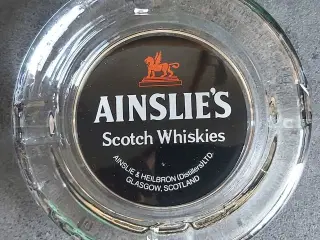 AINSLIE'S
Scotch Whiskies
AINSLIE & HEILBRON (Distillers) LTD.
GLASGOW, SCOTLAND